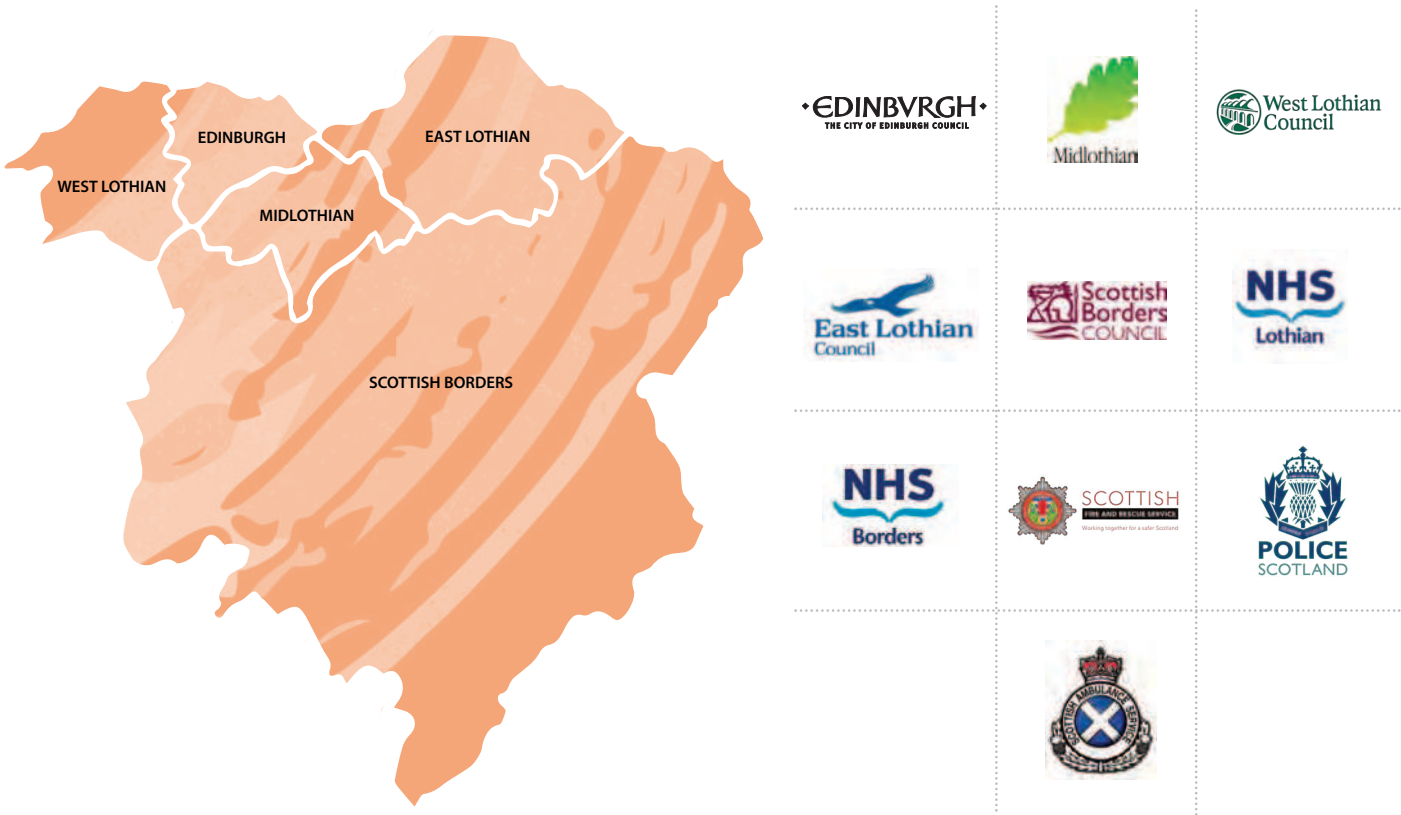 EDINBURGH
EAST LOTHIAN
WEST LOTHIAN
MIDLOTHIAN
SCOTTISH BORDERS
•EDINBVRGH•
THE CITY OF EDINBURGH COUNCIL
Midlothian
West Lothian
Council
East Lothian
Council
Scottish
Borders
COUNCIL
NHS
Lothian
NHS
Borders
SCOTTISH
FIRE AND RESCUE SERVICE
Working together for a safer Scotland
POLICE
SCOTLAND
SCOTTISH AMBULANCE SERVICE